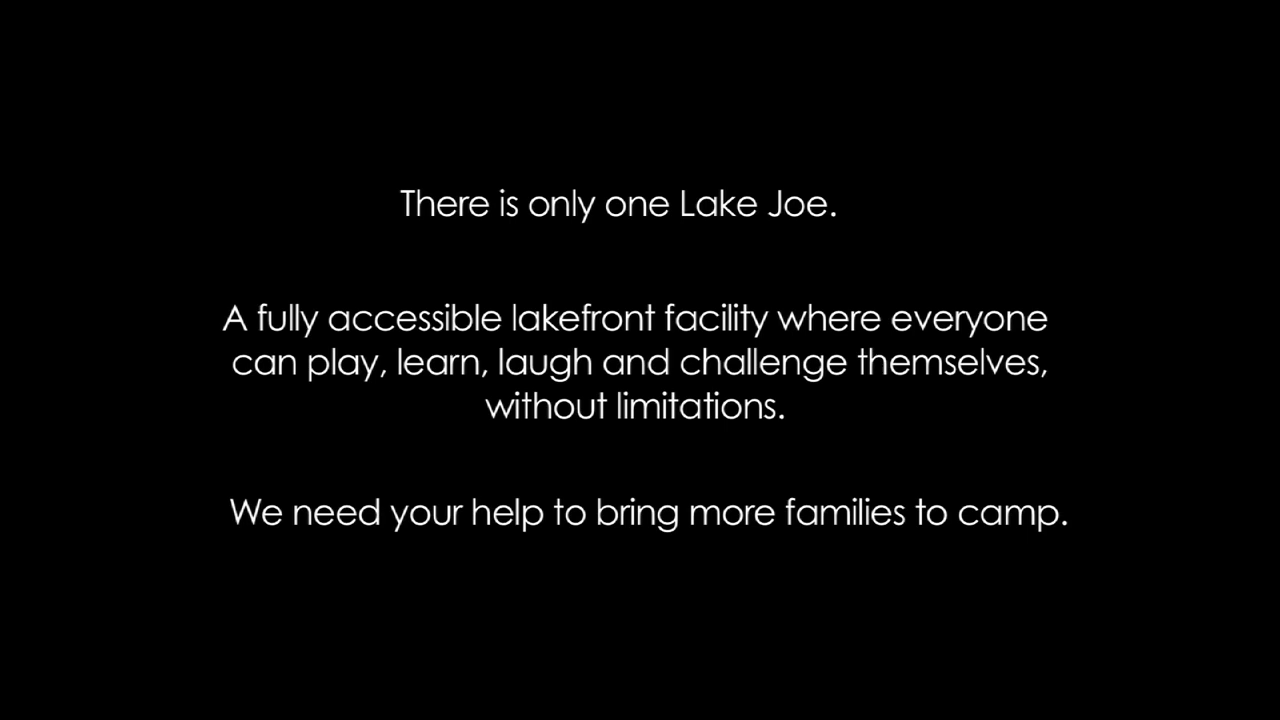 There is only one Lake Joe.
A fully accessible lakefront facility where everyone
can play, learn, laugh and challenge themselves,
without limitations.
We need your help to bring more families to camp.